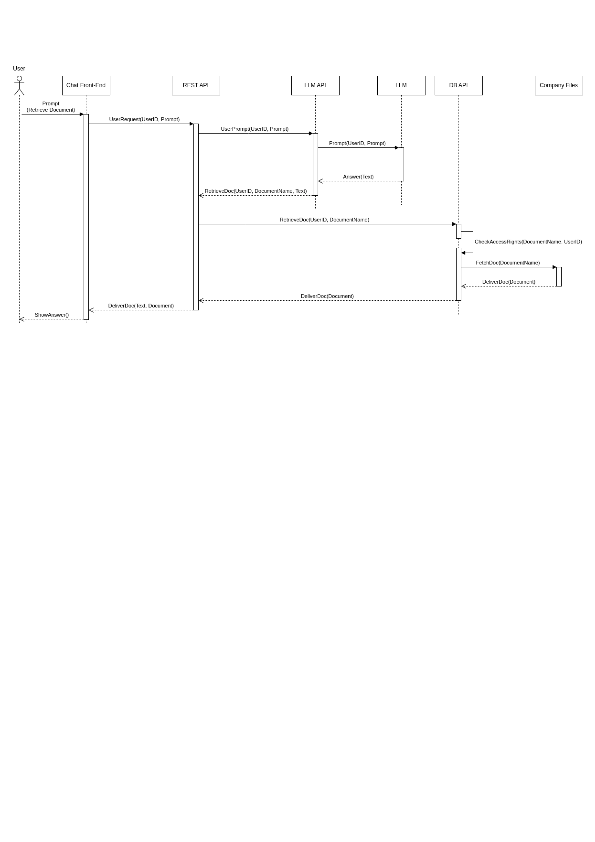 User
Chat Front-End
REST API
LLM API
LLM
DB API
Company Files
Prompt
(Retrieve Document)
UserRequest(UserID, Prompt)
UserPrompt(UserID, Prompt)
Prompt(UserID, Prompt)
Answer(Text)
RetrieveDoc(UserID, DocumentName, Text)
RetrieveDoc(UserID, DocumentName)
CheckAccessRights(DocumentName, UserID)
FetchDoc(DocumentName)
DeliverDoc(Document)
DeliverDoc(Document)
DeliverDoc(Text, Document)
ShowAnswer()